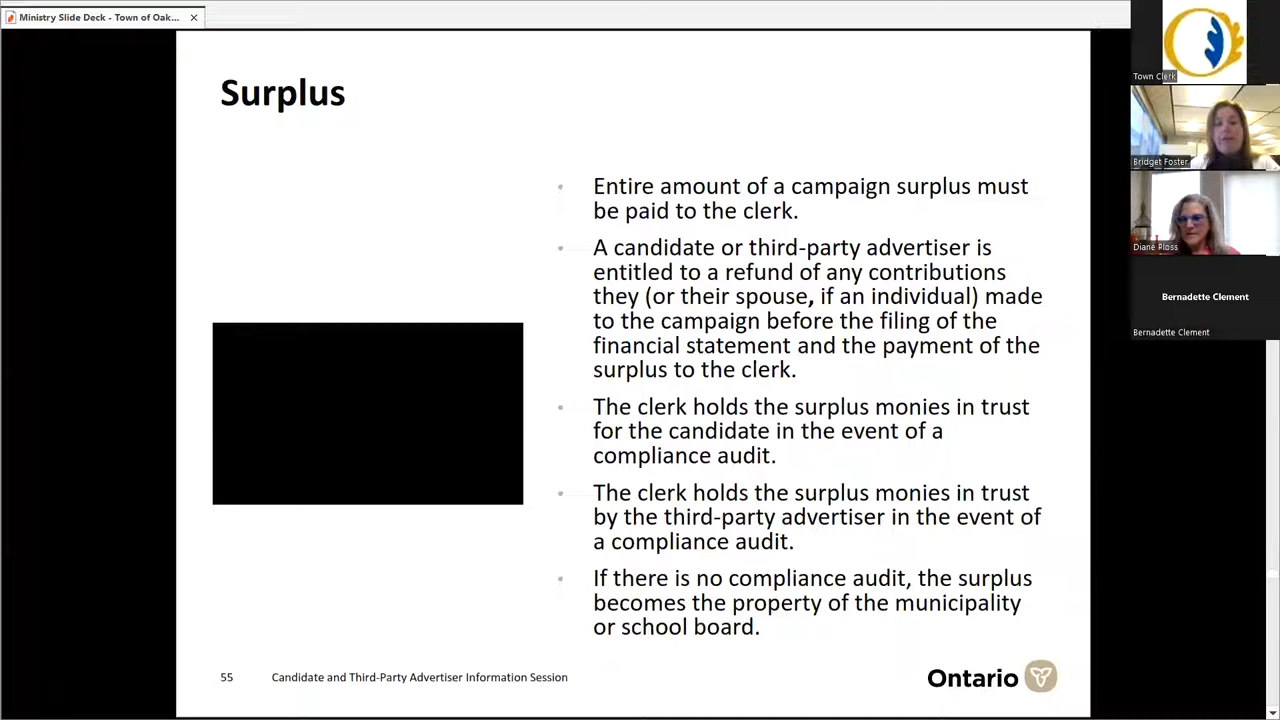 Ministry Slide Deck - Town of Oak...
Surplus
Entire amount of a campaign surplus must
be paid to the clerk.
A candidate or third-party advertiser is
entitled to a refund of any contributions
they (or their spouse, if an individual) made
to the campaign before the filing of the
financial statement and the payment of the
surplus to the clerk.
The clerk holds the surplus monies in trust
for the candidate in the event of a
compliance audit.
The clerk holds the surplus monies in trust
by the third-party advertiser in the event of
a compliance audit.
If there is no compliance audit, the surplus
becomes the property of the municipality
or school board.
55
Candidate and Third-Party Advertiser Information Session
Ontario
Town Clerk
Bridget Foster
Diane Ploss
Bernadette Clement
Bernadette Clement